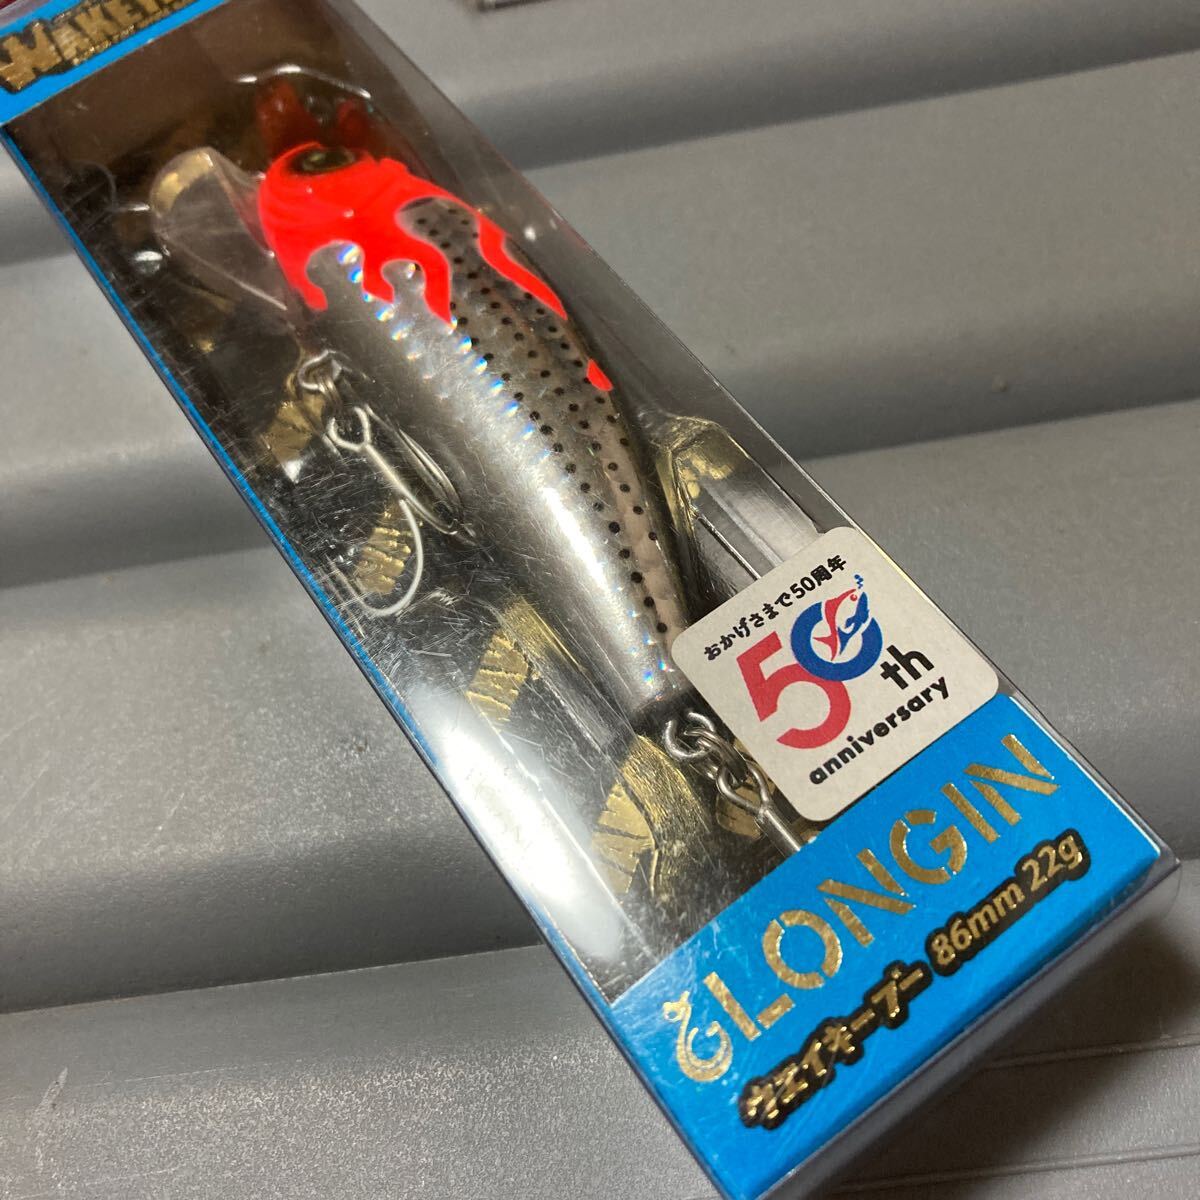 おかげさまで50周年
50th
anniversary
LONGIN
ウエイキーブー 86mm 22g